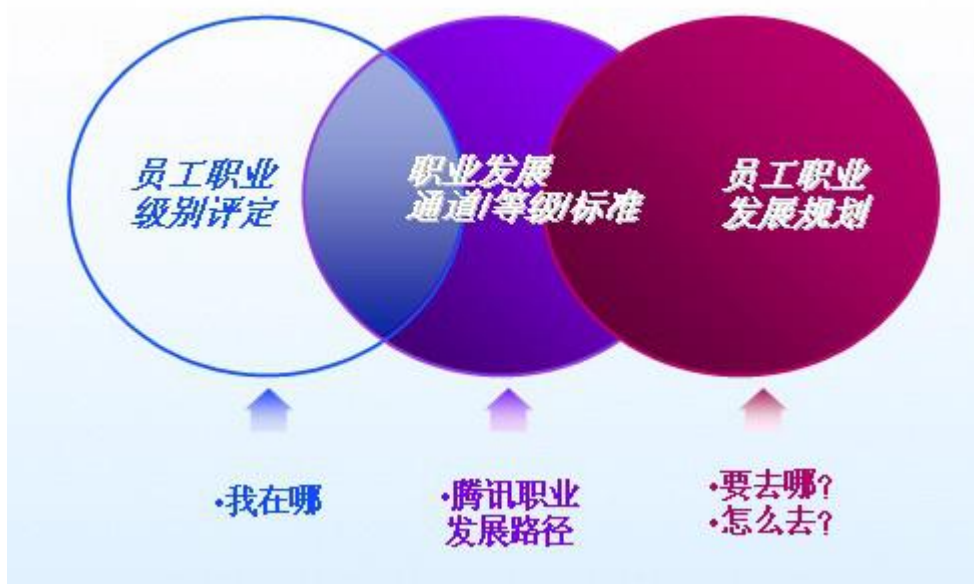 员工职业
级别评定
职业发展
通道/等级/标准
员工职业
发展规划
·我在哪
·腾讯职业
发展路径
·要去哪?
·怎么去?